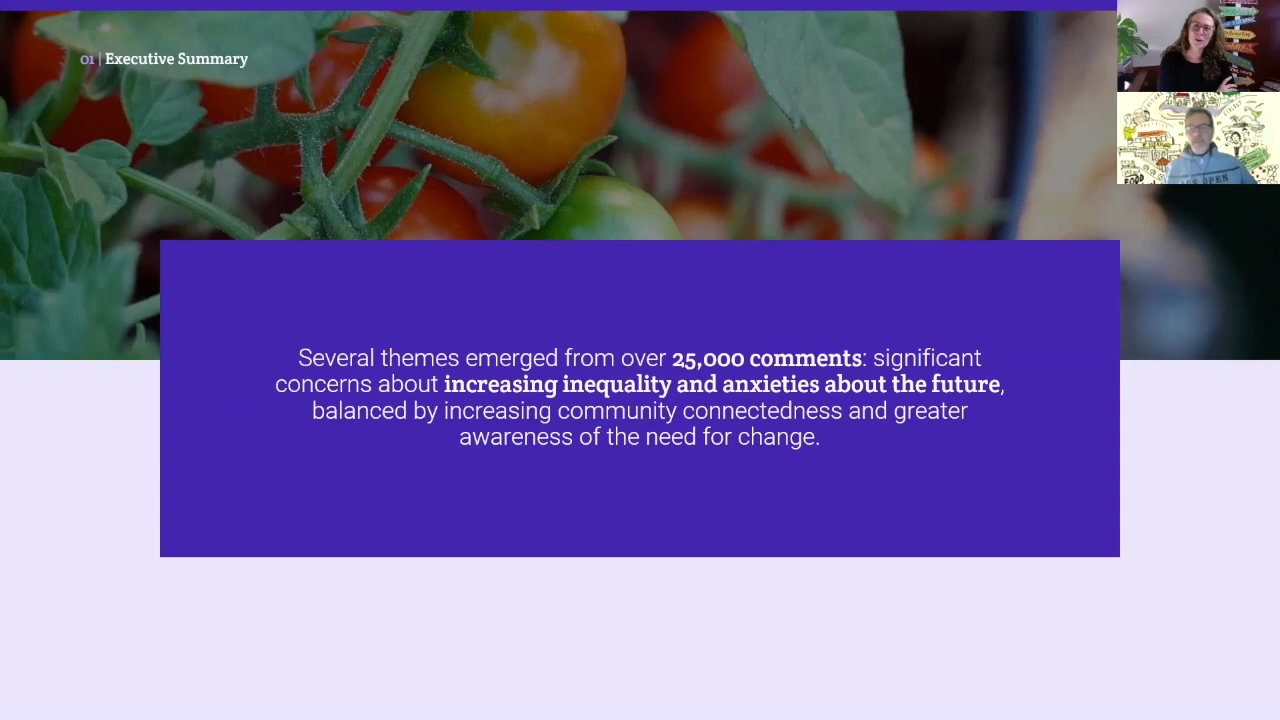 01 | Executive Summary
Several themes emerged from over 25,000 comments: significant
concerns about increasing inequality and anxieties about the future,
balanced by increasing community connectedness and greater
awareness of the need for change.
OPEN